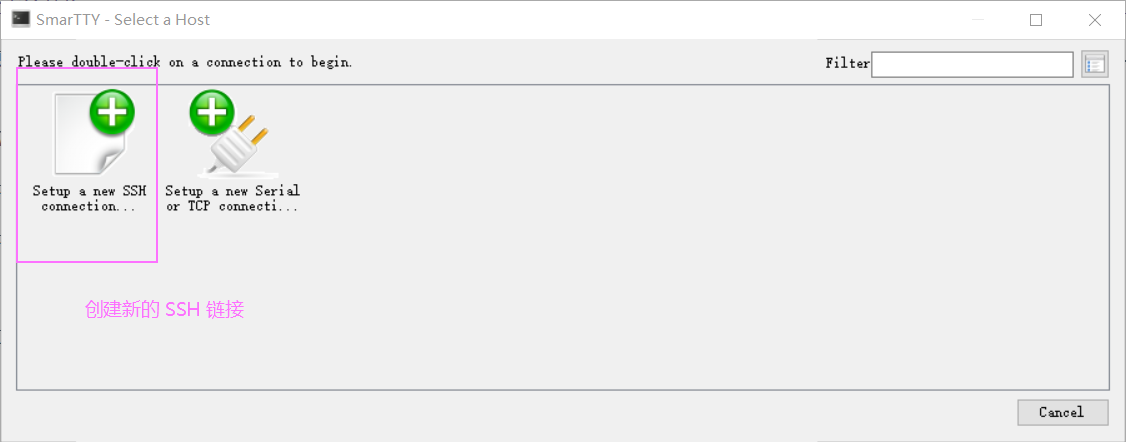 SmarTTY - Select a Host
Please double-click on a connection to begin.
Filter
Setup a new SSH
connection...
Setup a new Serial
or TCP connecti...
创建新的 SSH 链接
Cancel